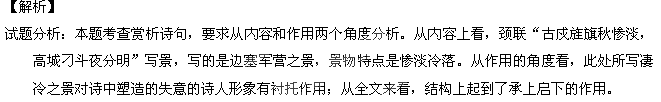 【解析】
试题分析：本题考查赏析诗句，要求从内容和作用两个角度分析。从内容上看，颈联“古戍旌旗秋惨淡，
高城刁斗夜分明”写景，写的是边塞军营之景，景物特点是惨淡冷落。从作用的角度看，此处所写凄
冷之景对诗中塑造的失意的诗人形象有衬托作用；从全文来看，结构上起到了承上启下的作用。